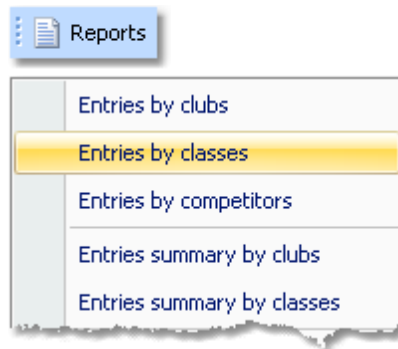 Reports
Entries by clubs
Entries by classes
Entries by competitors
Entries summary by clubs
Entries summary by classes